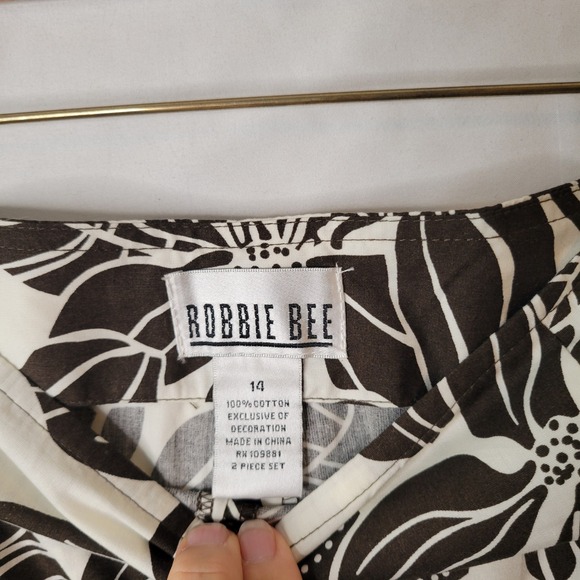 ROBBIE BEE
14
100% COTTON
EXCLUSIVE OF
DECORATION
MADE IN CHINA
RN 109881
2 PIECE SET